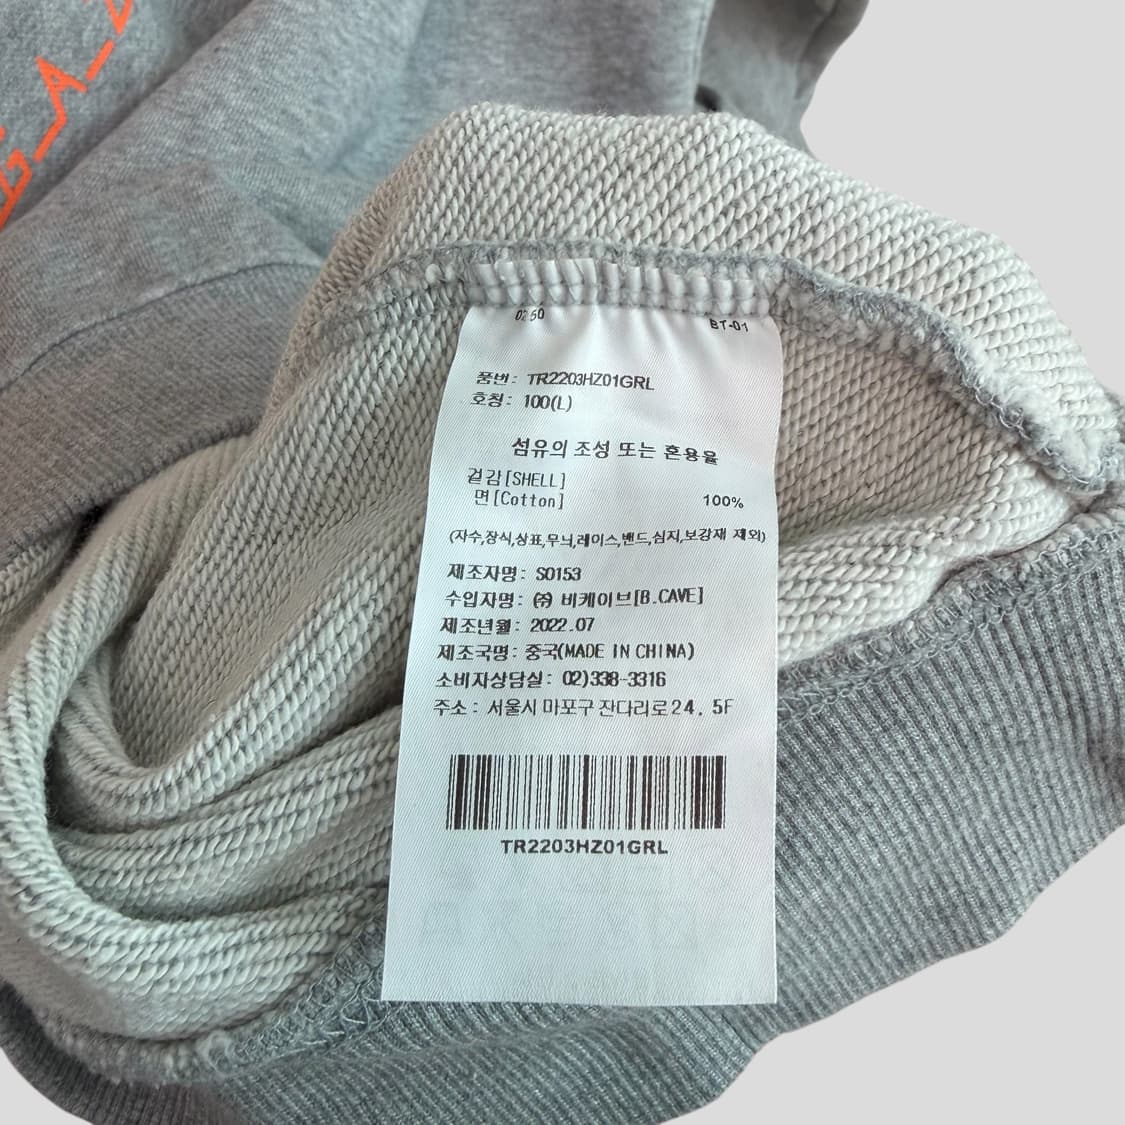 G_A_Z
02 50
BT-01
품번: TR2203HZ01GRL
호칭: 100(L)
섬유의 조성 또는 혼용율
겉감[SHELL]
면[Cotton] 100%
(자수,장식,상표,무늬,레이스,밴드,심지,보강재 제외)
제조자명: S0153
수입자명: ㈜ 비케이브[B.CAVE]
제조년월: 2022.07
제조국명: 중국(MADE IN CHINA)
소비자상담실: 02)338-3316
주소: 서울시 마포구 잔다리로24, 5F
TR2203HZ01GRL